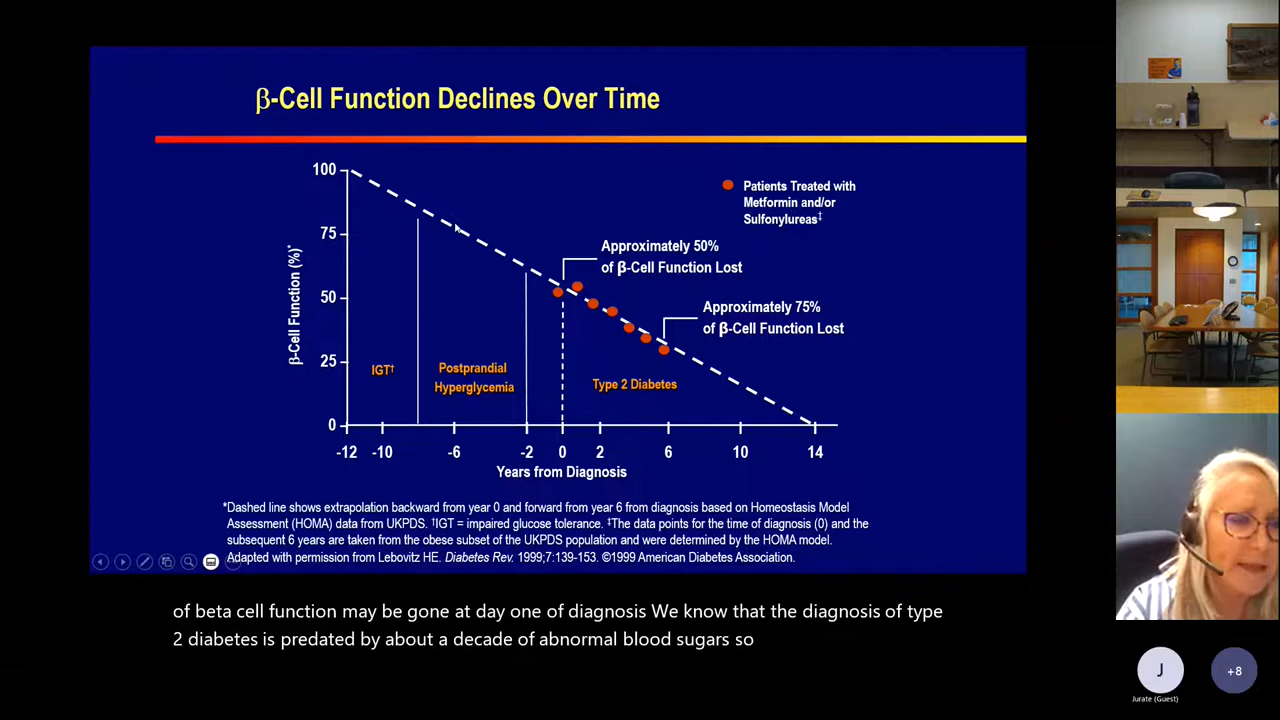 β-Cell Function Declines Over Time
100
75
50
25
0
β-Cell Function (%)*
Patients Treated with
Metformin and/or
Sulfonylureas‡
Approximately 50%
of β-Cell Function Lost
Approximately 75%
of β-Cell Function Lost
IGT†
Postprandial
Hyperglycemia
Type 2 Diabetes
-12 -10 -6 -2 0 2 6 10 14
Years from Diagnosis
*Dashed line shows extrapolation backward from year 0 and forward from year 6 from diagnosis based on Homeostasis Model
Assessment (HOMA) data from UKPDS. †IGT = impaired glucose tolerance. ‡The data points for the time of diagnosis (0) and the
subsequent 6 years are taken from the obese subset of the UKPDS population and were determined by the HOMA model.
Adapted with permission from Lebovitz HE. Diabetes Rev. 1999;7:139-153. ©1999 American Diabetes Association.
of beta cell function may be gone at day one of diagnosis We know that the diagnosis of type
2 diabetes is predated by about a decade of abnormal blood sugars so
J
Jurate (Guest)
+8